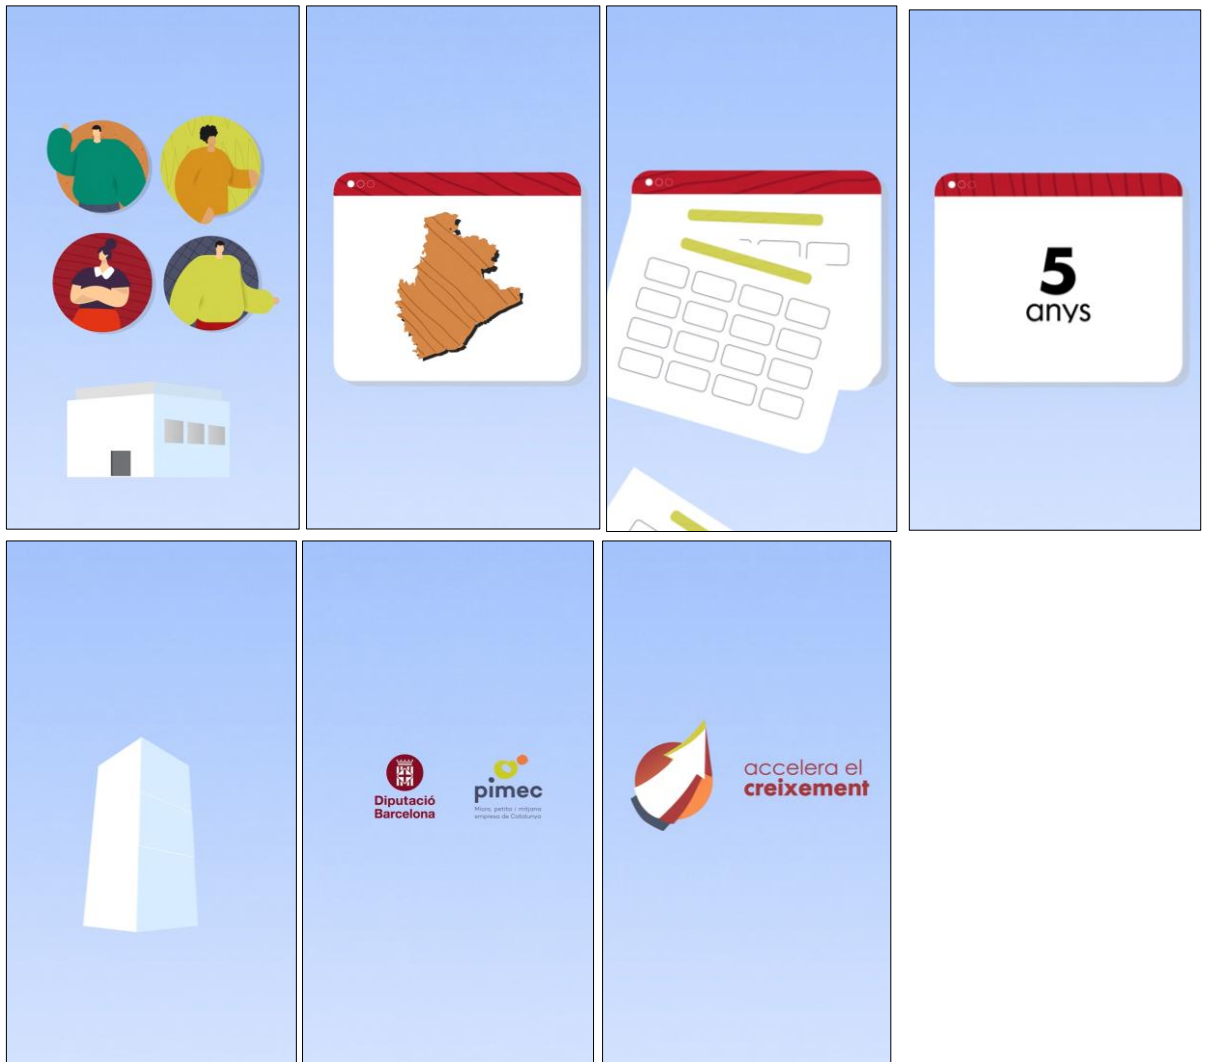 5
anys
Diputació
Barcelona
pimec
Micro, petita i mitjana
empresa de Catalunya
accelera el
creixement